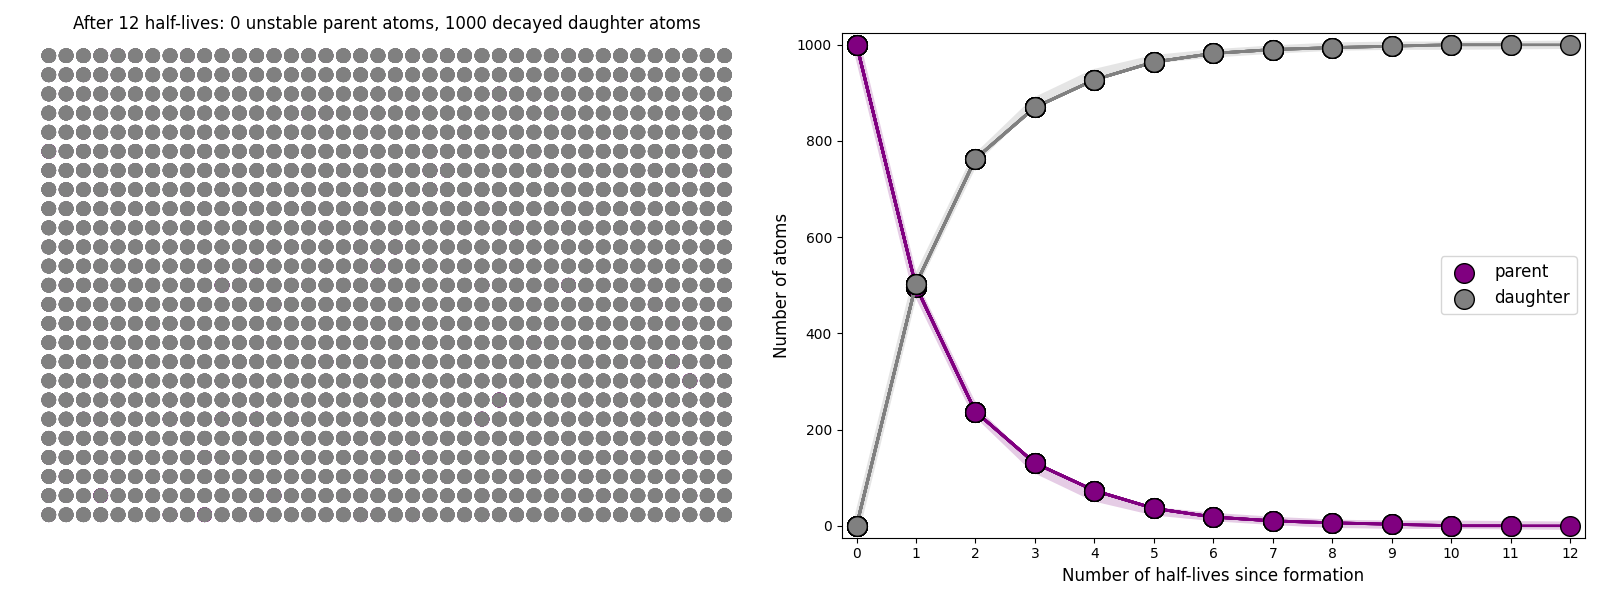 After 12 half-lives: 0 unstable parent atoms, 1000 decayed daughter atoms
Number of atoms
1000
800
600
400
200
0
parent
daughter
0 1 2 3 4 5 6 7 8 9 10 11 12
Number of half-lives since formation